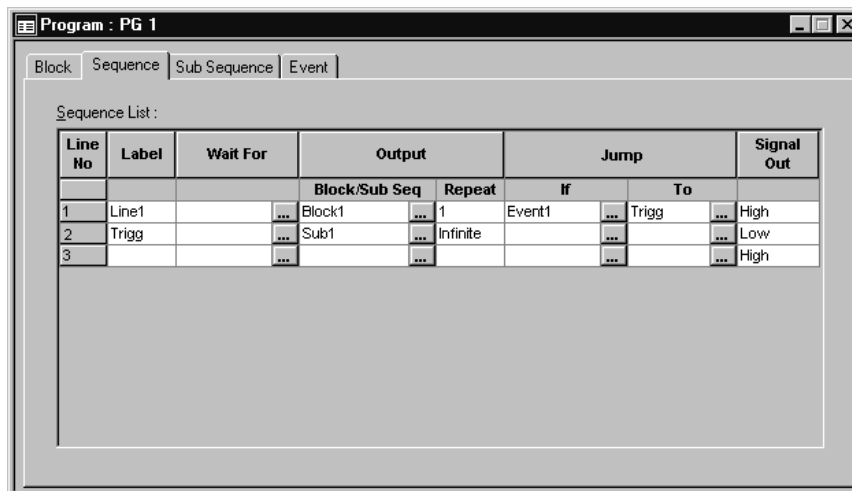 Program : PG 1
Block Sequence Sub Sequence Event
Sequence List :
Line No Label Wait For Output Jump Signal Out
Block/Sub Seq Repeat If To
1 Line1 ... Block1 ... 1 Event1 ... Trigg ... High
2 Trigg ... Sub1 ... Infinite ... ... Low
3 ... ... ... ... High